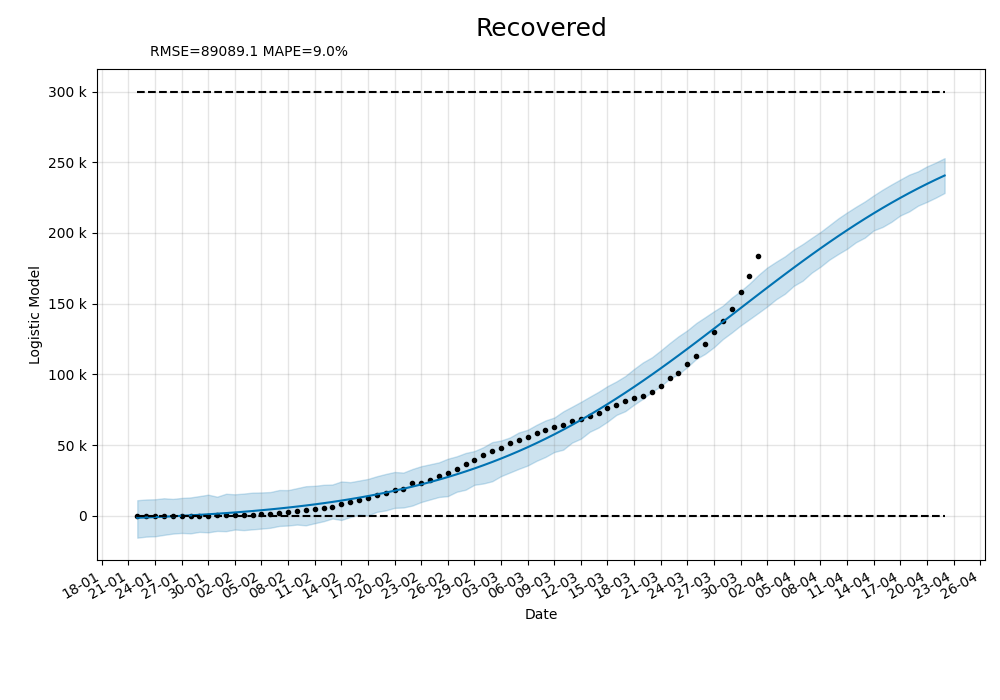 Recovered
RMSE=89089.1 MAPE=9.0%
300 k
250 k
200 k
150 k
100 k
50 k
0
Logistic Model
18-01 21-01 24-01 27-01 30-01 02-02 05-02 08-02 11-02 14-02 17-02 20-02 23-02 26-02 29-02 03-03 06-03 09-03 12-03 15-03 18-03 21-03 24-03 27-03 30-03 02-04 05-04 08-04 11-04 14-04 17-04 20-04 23-04 26-04
Date